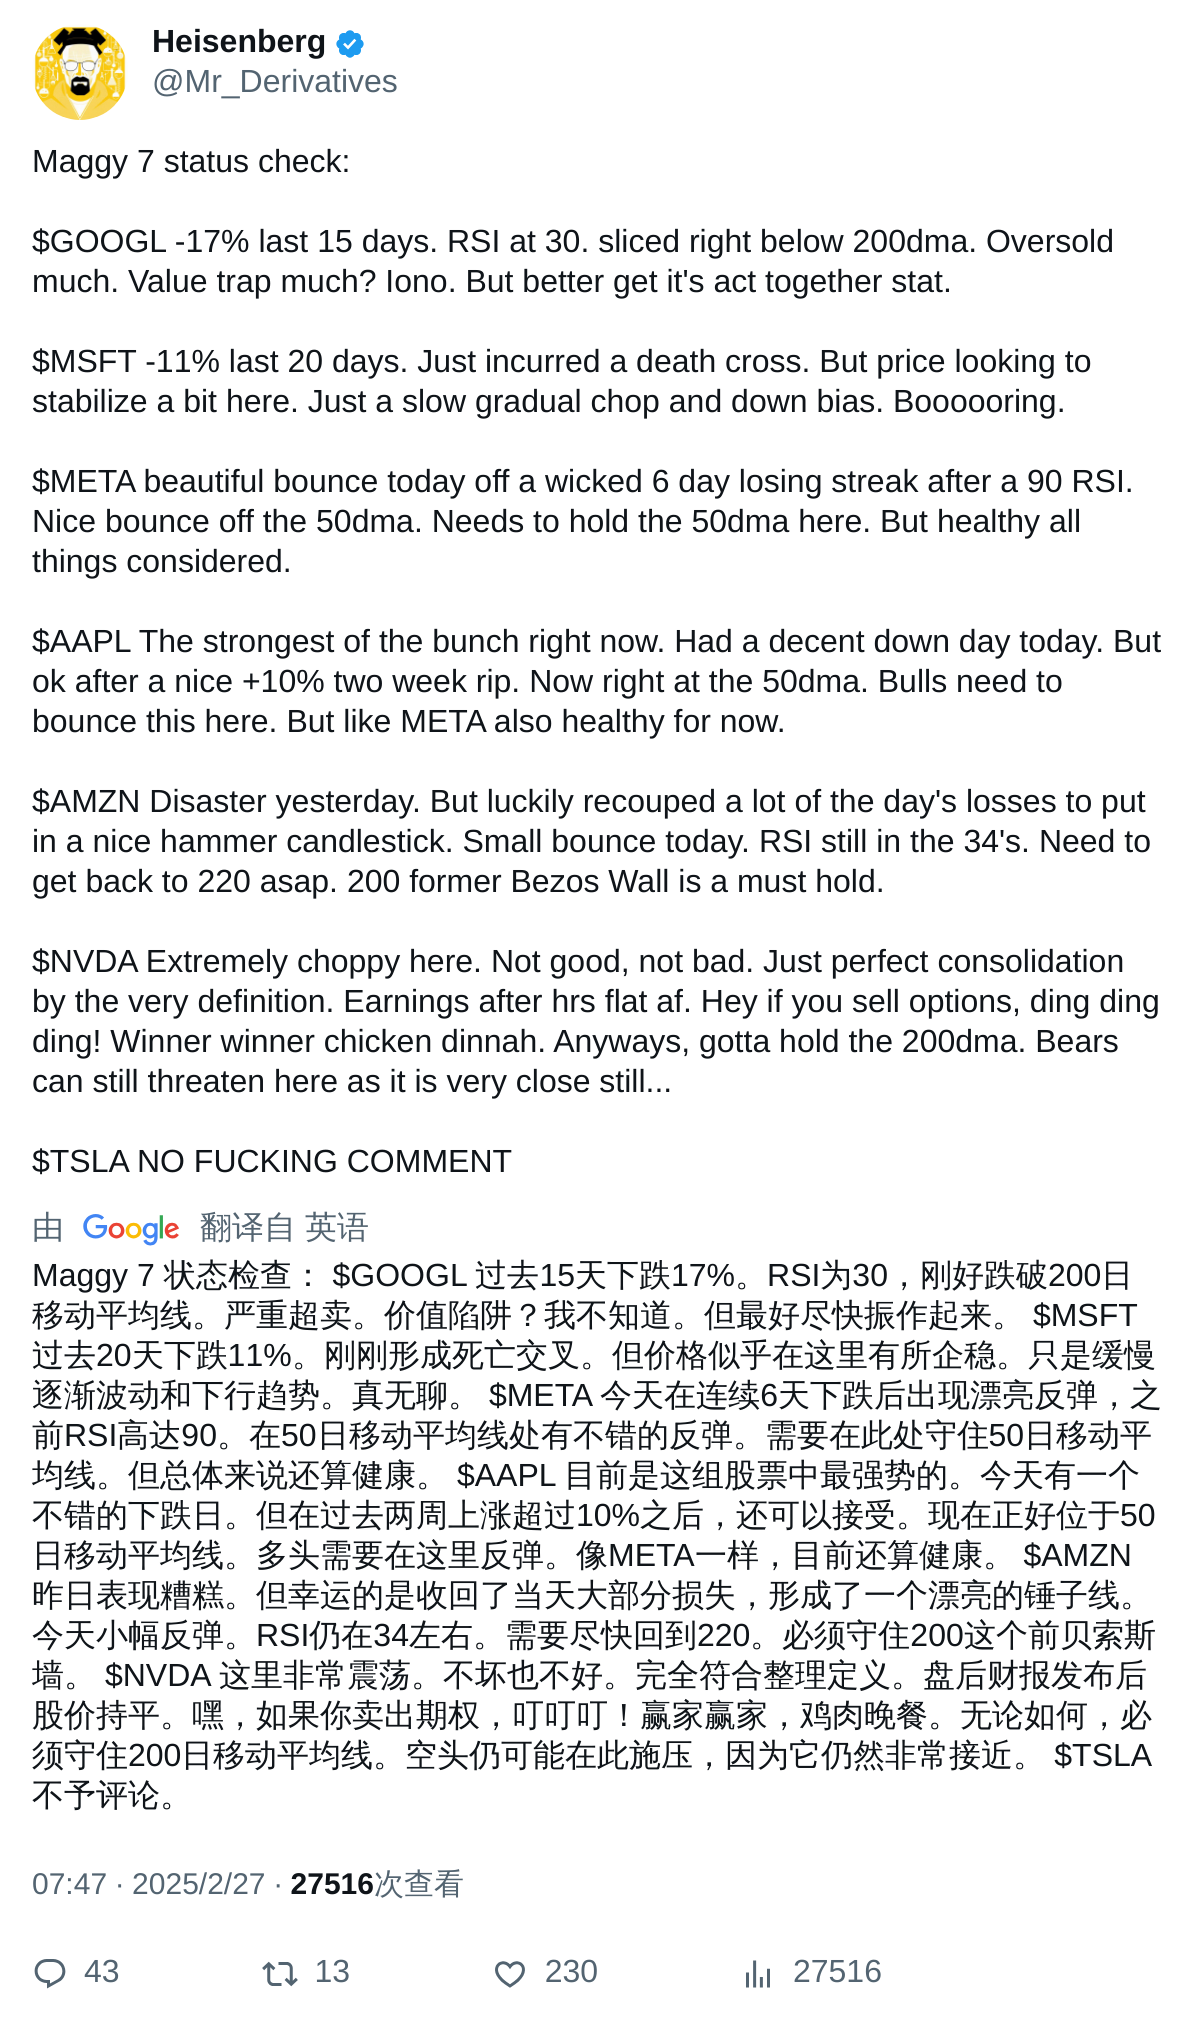 Heisenberg
@Mr_Derivatives
Maggy 7 status check:
$GOOGL -17% last 15 days. RSI at 30. sliced right below 200dma. Oversold
much. Value trap much? Iono. But better get it's act together stat.
$MSFT -11% last 20 days. Just incurred a death cross. But price looking to
stabilize a bit here. Just a slow gradual chop and down bias.Boooooring.
$META beautiful bounce today off a wicked 6 day losing streak after a 90 RSI.
Nice bounce off the 50dma. Needs to hold the 50dma here. But healthy all
things considered.
$AAPL The strongest of the bunch right now. Had a decent down day today. But
ok after a nice +10% two week rip. Now right at the 50dma. Bulls need to
bounce this here. But like META also healthy for now.
$AMZN Disaster yesterday. But luckily recouped a lot of the day's losses to put
in a nice hammer candlestick. Small bounce today. RSI still in the 34's. Need to
get back to 220 asap. 200 former Bezos Wall is a must hold.
$NVDA Extremely choppy here. Not good, not bad. Just perfect consolidation
by the very definition. Earnings after hrs flat af. Hey if you sell options, ding ding
ding! Winner winner chicken dinnah. Anyways, gotta hold the 200dma. Bears
can still threaten here as it is very close still...
$TSLA NO FUCKING COMMENT
由 Google 翻译自 英语
Maggy 7 状态检查： $GOOGL 过去15天下跌17%。RSI为30，刚好跌破200日
移动平均线。严重超卖。价值陷阱？我不知道。但最好尽快振作起来。 $MSFT
过去20天下跌11%。刚刚形成死亡交叉。但价格似乎在这里有所企稳。只是缓慢
逐渐波动和下行趋势。真无聊。 $META 今天在连续6天下跌后出现漂亮反弹，之
前RSI高达90。在50日移动平均线处有不错的反弹。需要在此处守住50日移动平
均线。但总体来说还算健康。 $AAPL 目前是这组股票中最强势的。今天有一个
不错的下跌日。但在过去两周上涨超过10%之后，还可以接受。现在正好位于50
日移动平均线。多头需要在这里反弹。像META一样，目前还算健康。 $AMZN
昨日表现糟糕。但幸运的是收回了当天大部分损失，形成了一个漂亮的锤子线。
今天小幅反弹。RSI仍在34左右。需要尽快回到220。必须守住200这个前贝索斯
墙。 $NVDA 这里非常震荡。不坏也不好。完全符合整理定义。盘后财报发布后
股价持平。嘿，如果你卖出期权，叮叮叮！赢家赢家，鸡肉晚餐。无论如何，必
须守住200日移动平均线。空头仍可能在此施压，因为它仍然非常接近。 $TSLA
不予评论。
07:47 · 2025/2/27 · 27516次查看
43 13 230 27516